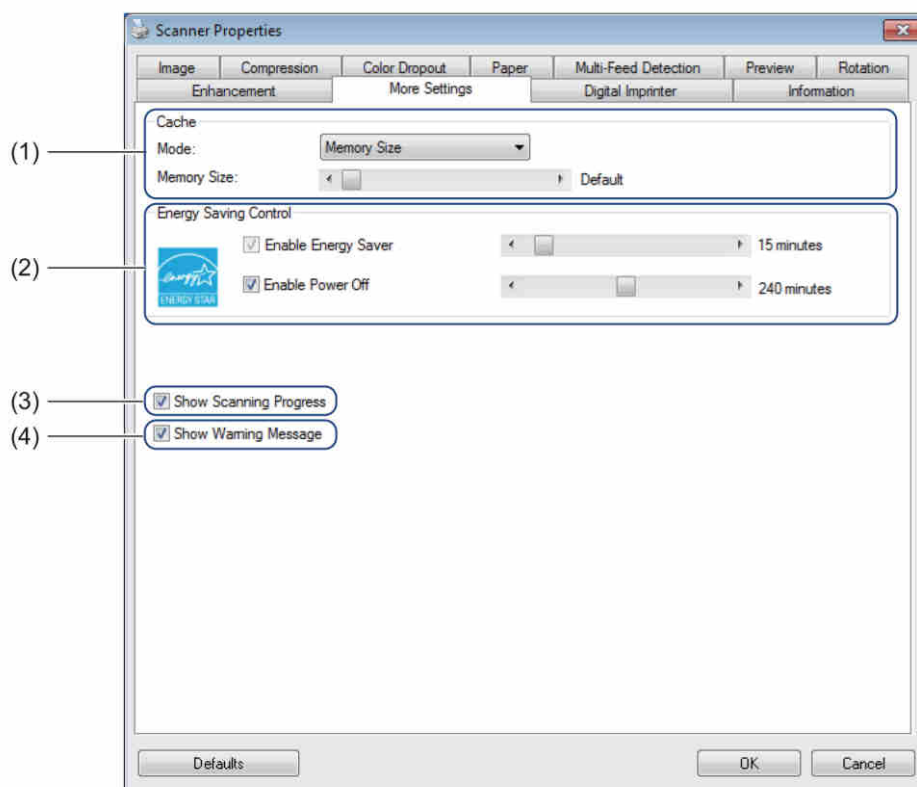 Scanner Properties
Image Compression Color Dropout Paper Multi-Feed Detection Preview Rotation
Enhancement More Settings Digital Imprinter Information
Cache
(1)
Mode: Memory Size
Memory Size: Default
Energy Saving Control
Enable Energy Saver 15 minutes
(2)
energy
ENERGY STAR
Enable Power Off 240 minutes
(3) Show Scanning Progress
(4) Show Warning Message
Defaults OK Cancel